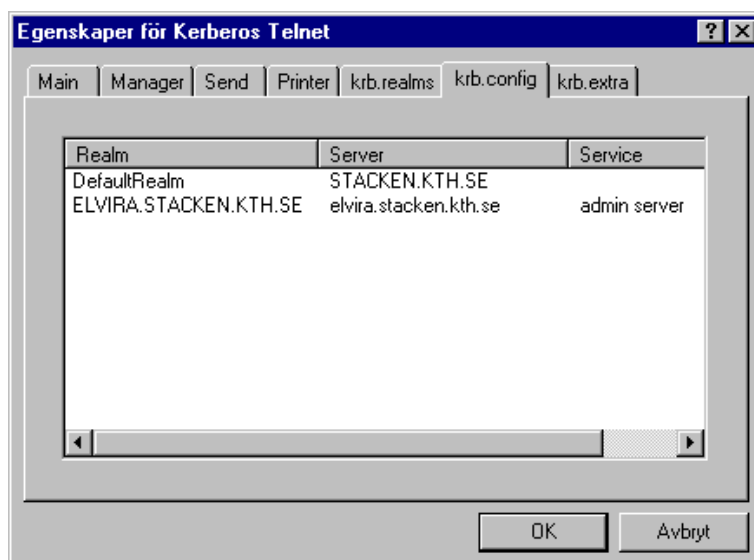 Egenskaper för Kerberos Telnet
Main Manager Send Printer krb.realms krb.config krb.extra
Realm Server Service
DefaultRealm STACKEN.KTH.SE
ELVIRA.STACKEN.KTH.SE elvira.stacken.kth.se admin server
OK Avbryt